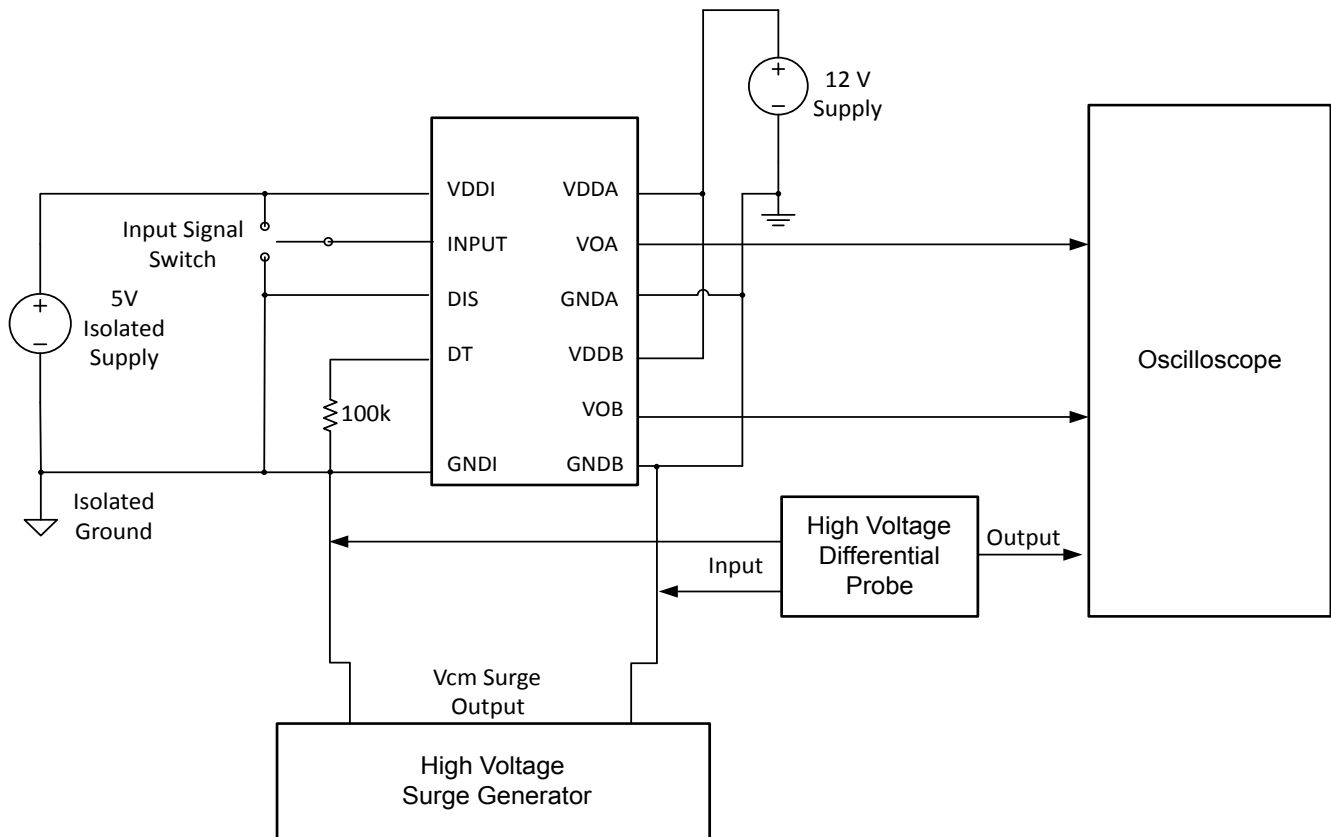 12 V
Supply
VDDI
VDDA
Input Signal
Switch
INPUT
VOA
+
−
5V
Isolated
Supply
DIS
GNDA
DT
VDDB
Oscilloscope
100k
VOB
GNDI
GNDB
Isolated
Ground
High Voltage
Differential
Probe
Input
Output
Vcm Surge
Output
High Voltage
Surge Generator
+
−